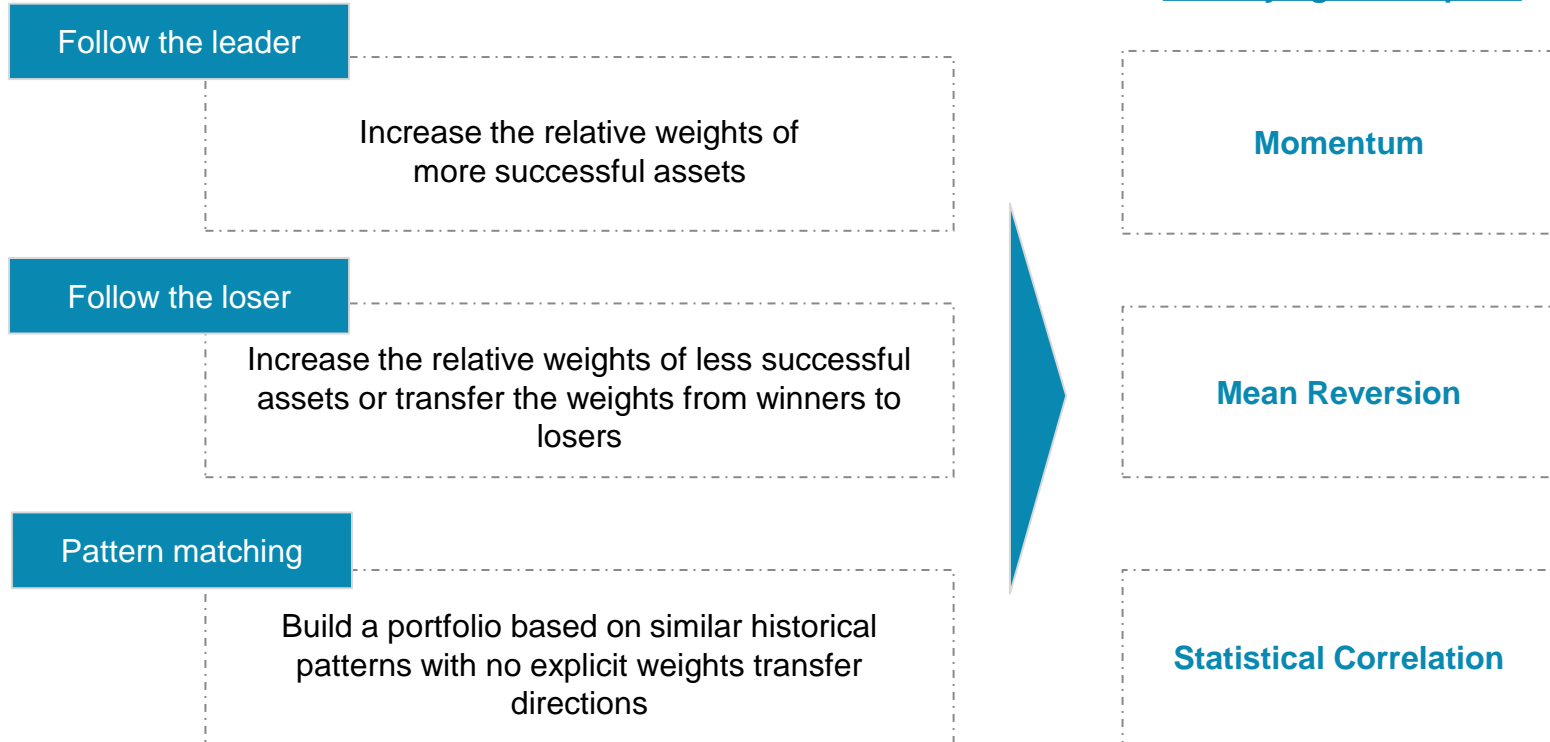 Follow the leader
Increase the relative weights of
more successful assets
Momentum
Follow the loser
Increase the relative weights of less successful
assets or transfer the weights from winners to
losers
Mean Reversion
Pattern matching
Build a portfolio based on similar historical
patterns with no explicit weights transfer
directions
Statistical Correlation